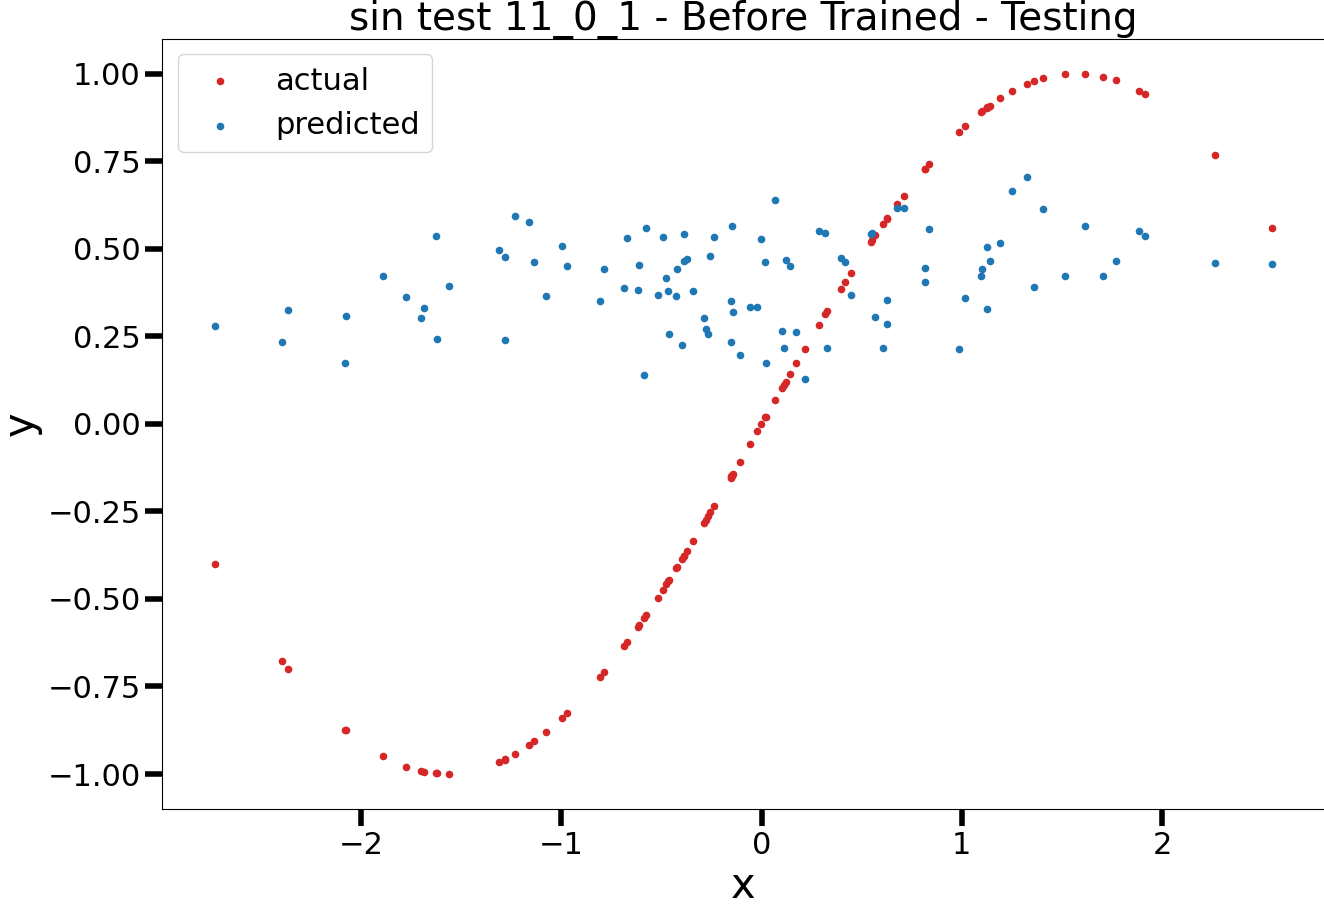 sin test 11_0_1 - Before Trained - Testing
actual
predicted
1.00
0.75
0.50
0.25
0.00
−0.25
−0.50
−0.75
−1.00
y
−2 −1 0 1 2
x